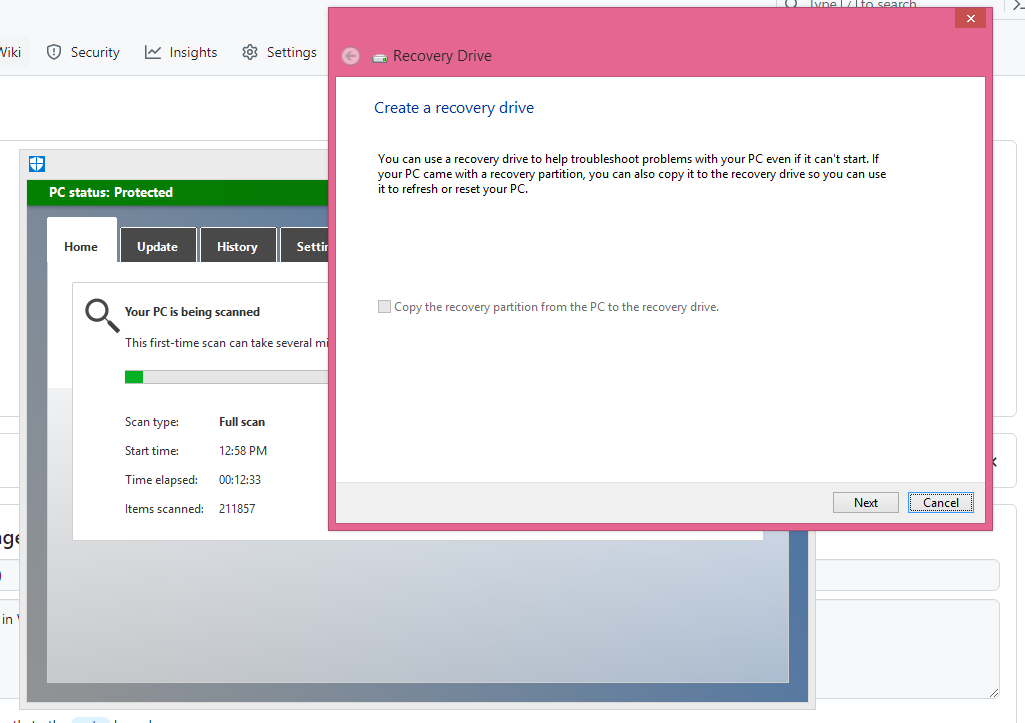 Type / to search
Wiki
Security
Insights
Settings
Recovery Drive
Create a recovery drive
You can use a recovery drive to help troubleshoot problems with your PC even if it can't start. If
your PC came with a recovery partition, you can also copy it to the recovery drive so you can use
it to refresh or reset your PC.
Copy the recovery partition from the PC to the recovery drive.
Next
Cancel
PC status: Protected
Home
Update
History
Your PC is being scanned
This first-time scan can take several
Scan type: Full scan
Start time: 12:58 PM
Time elapsed: 00:12:33
Items scanned: 211857
in